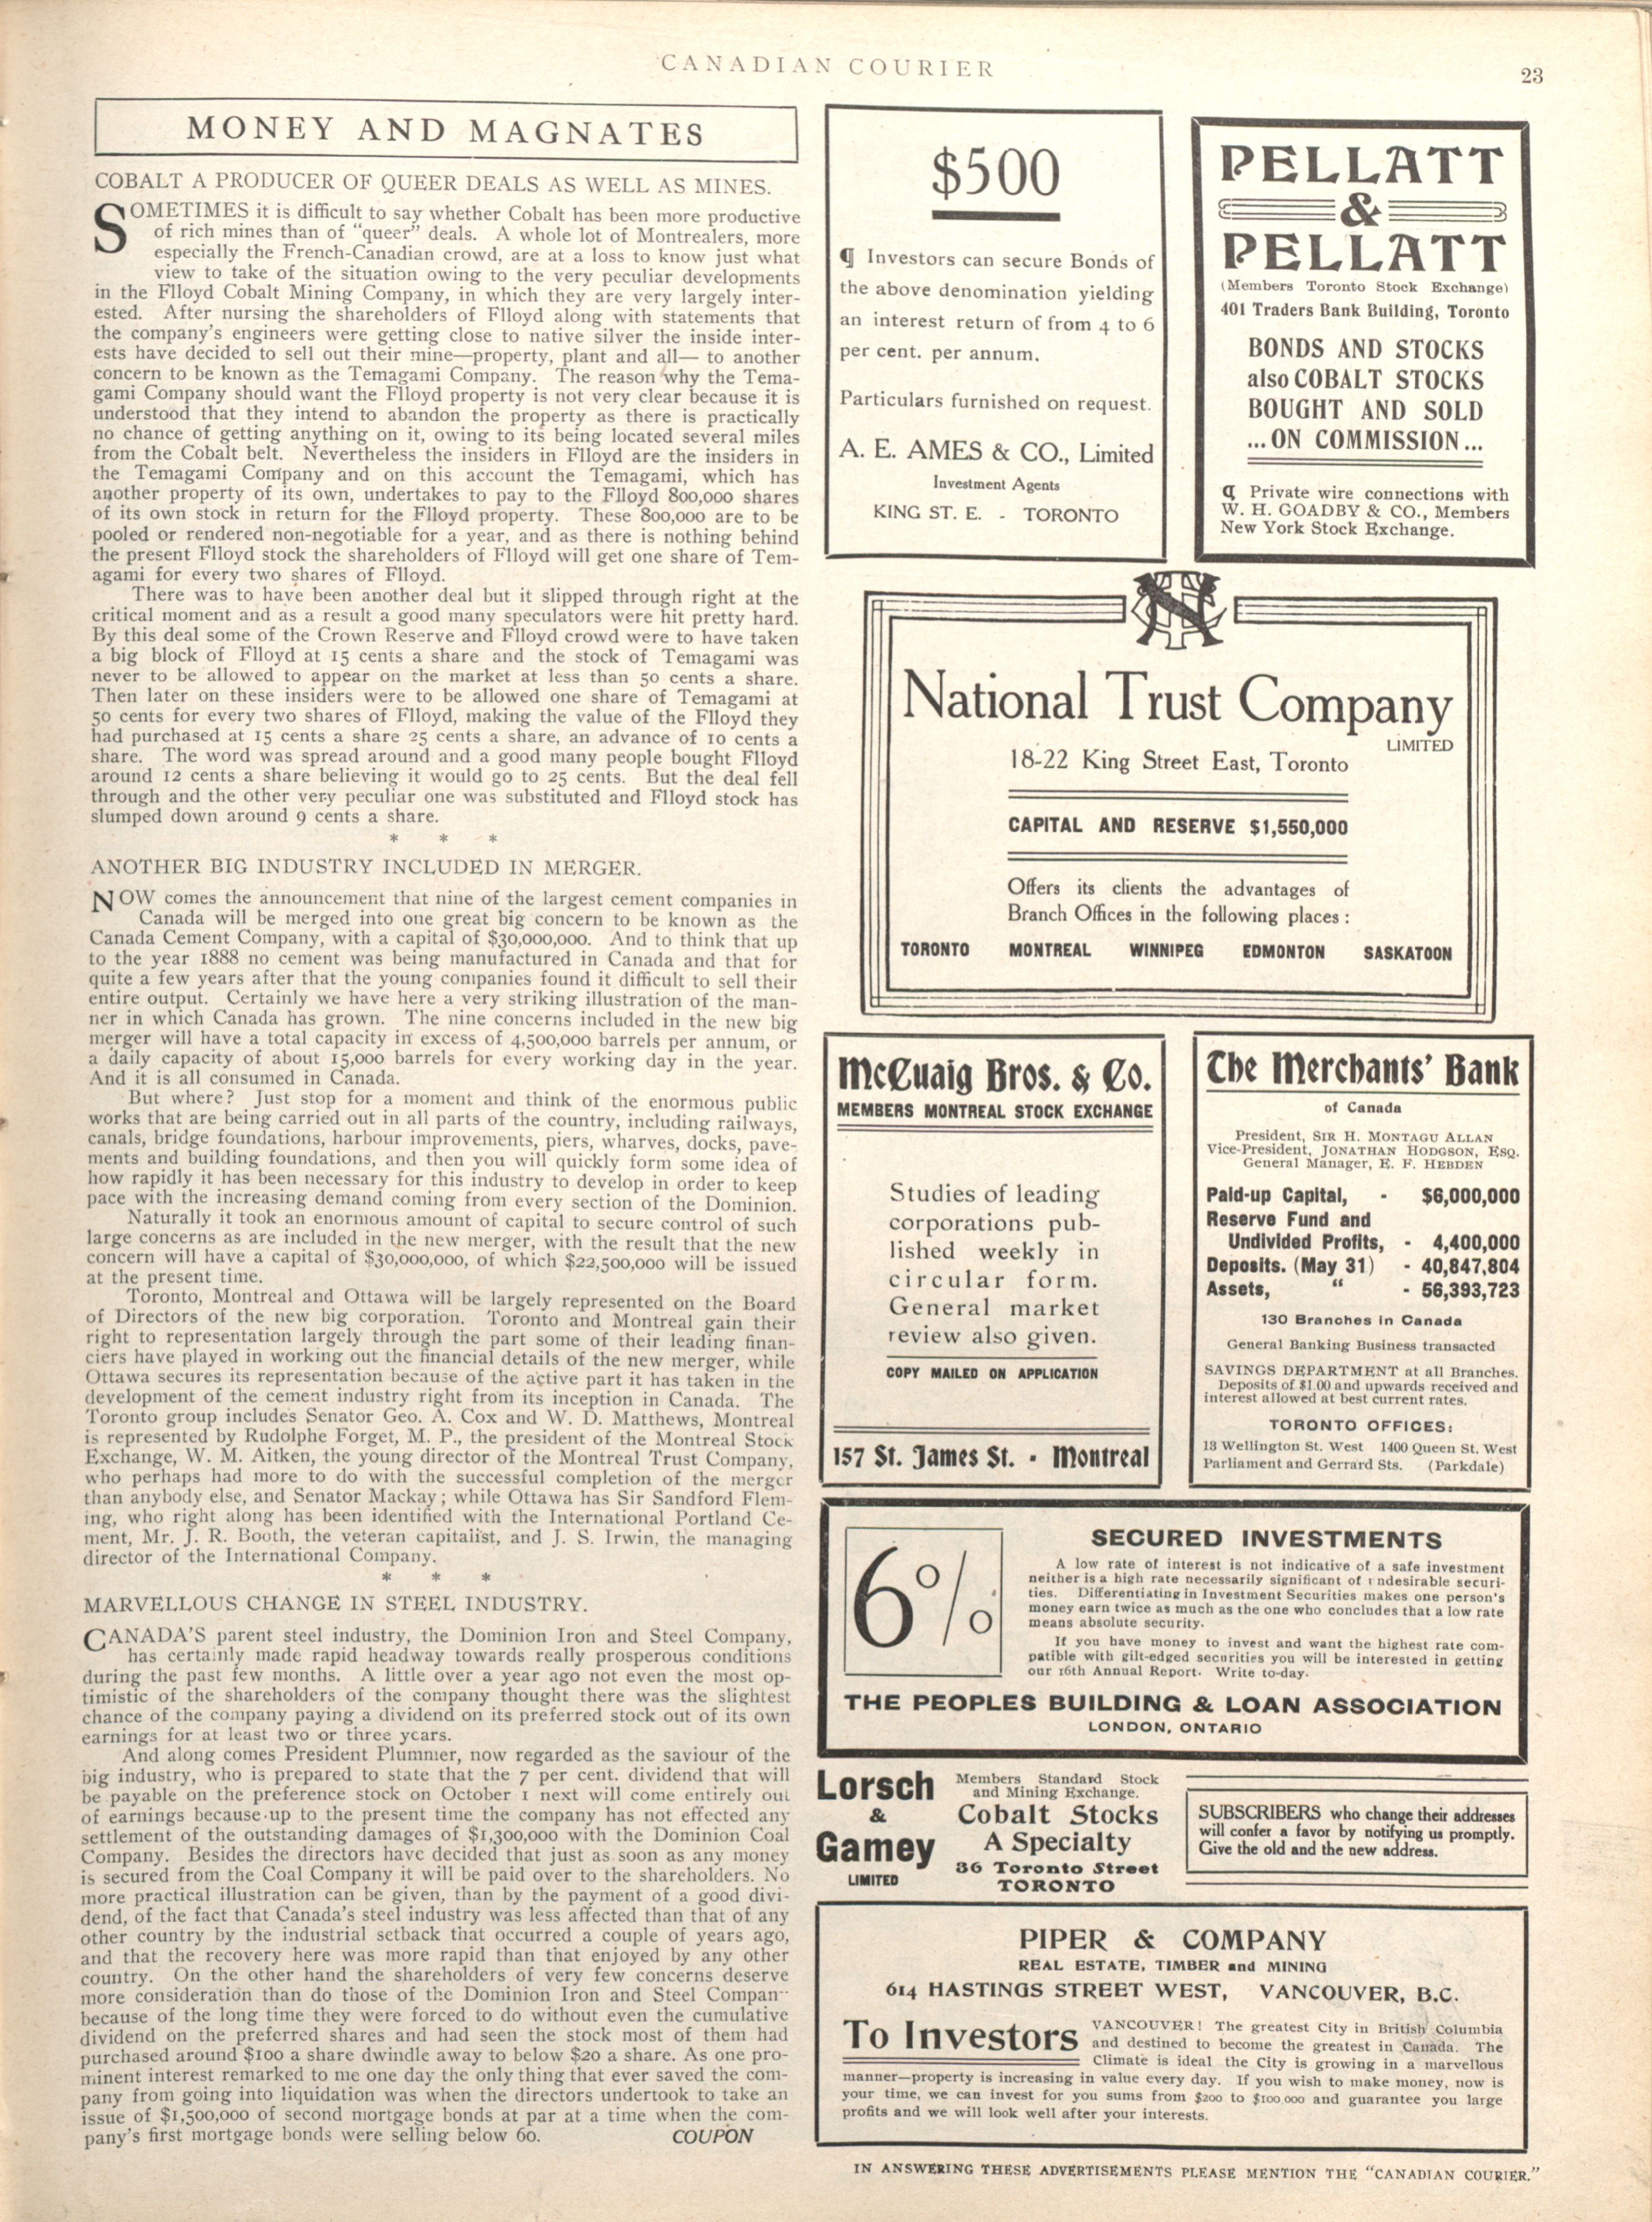 CANADIAN COURIER
23
MONEY AND MAGNATES
COBALT A PRODUCER OF QUEER DEALS AS WELL AS MINES.
SOMETIMES it is difficult to say whether Cobalt has been more productive
of rich mines than of "queer" deals. A whole lot of Montrealers, more
especially the French-Canadian crowd, are at a loss to know just what
view to take of the situation owing to the very peculiar developments
in the Flloyd Cobalt Mining Company, in which they are very largely inter-
ested. After nursing the shareholders of Flloyd along with statements that
the company's engineers were getting close to native silver the inside inter-
ests have decided to sell out their mine—property, plant and all— to another
concern to be known as the Temagami Company. The reason why the Tema-
gami Company should want the Flloyd property is not very clear because it is
understood that they intend to abandon the property as there is practically
no chance of getting anything on it, owing to its being located several miles
from the Cobalt belt. Nevertheless the insiders in Flloyd are the insiders in
the Temagami Company and on this account the Temagami, which has
another property of its own, undertakes to pay to the Flloyd 800,000 shares
of its own stock in return for the Flloyd property. These 800,000 are to be
pooled or rendered non-negotiable for a year, and as there is nothing behind
the present Flloyd stock the shareholders of Flloyd will get one share of Tem-
agami for every two shares of Flloyd.
There was to have been another deal but it slipped through right at the
critical moment and as a result a good many speculators were hit pretty hard.
By this deal some of the Crown Reserve and Flloyd crowd were to have taken
a big block of Flloyd at 15 cents a share and the stock of Temagami was
never to be allowed to appear on the market at less than 50 cents a share.
Then later on these insiders were to be allowed one share of Temagami at
50 cents for every two shares of Flloyd, making the value of the Flloyd they
had purchased at 15 cents a share 25 cents a share, an advance of 10 cents a
share. The word was spread around and a good many people bought Flloyd
around 12 cents a share believing it would go to 25 cents. But the deal fell
through and the other very peculiar one was substituted and Flloyd stock has
slumped down around 9 cents a share.
* * *
ANOTHER BIG INDUSTRY INCLUDED IN MERGER.
NOW comes the announcement that nine of the largest cement companies in
Canada will be merged into one great big concern to be known as the
Canada Cement Company, with a capital of $30,000,000. And to think that up
to the year 1888 no cement was being manufactured in Canada and that for
quite a few years after that the young companies found it difficult to sell their
entire output. Certainly we have here a very striking illustration of the man-
ner in which Canada has grown. The nine concerns included in the new big
merger will have a total capacity in excess of 4,500,000 barrels per annum, or
a daily capacity of about 15,000 barrels for every working day in the year.
And it is all consumed in Canada.
But where? Just stop for a moment and think of the enormous public
works that are being carried out in all parts of the country, including railways,
canals, bridge foundations, harbour improvements, piers, wharves, docks, pave-
ments and building foundations, and then you will quickly form some idea of
how rapidly it has been necessary for this industry to develop in order to keep
pace with the increasing demand coming from every section of the Dominion.
Naturally it took an enormous amount of capital to secure control of such
large concerns as are included in the new merger, with the result that the new
concern will have a capital of $30,000,000, of which $22,500,000 will be issued
at the present time.
Toronto, Montreal and Ottawa will be largely represented on the Board
of Directors of the new big corporation. Toronto and Montreal gain their
right to representation largely through the part some of their leading finan-
ciers have played in working out the financial details of the new merger, while
Ottawa secures its representation because of the active part it has taken in the
development of the cement industry right from its inception in Canada. The
Toronto group includes Senator Geo. A. Cox and W. D. Matthews, Montreal
is represented by Rudolphe Forget, M. P., the president of the Montreal Stock
Exchange, W. M. Aitken, the young director of the Montreal Trust Company,
who perhaps had more to do with the successful completion of the merger
than anybody else, and Senator Mackay; while Ottawa has Sir Sandford Flem-
ing, who right along has been identified with the International Portland Ce-
ment, Mr. J. R. Booth, the veteran capitalist, and J. S. Irwin, the managing
director of the International Company.
* * *
MARVELLOUS CHANGE IN STEEL INDUSTRY.
CANADA'S parent steel industry, the Dominion Iron and Steel Company,
has certainly made rapid headway towards really prosperous conditions
during the past few months. A little over a year ago not even the most op-
timistic of the shareholders of the company thought there was the slightest
chance of the company paying a dividend on its preferred stock out of its own
earnings for at least two or three years.
And along comes President Plummer, now regarded as the saviour of the
big industry, who is prepared to state that the 7 per cent. dividend that will
be payable on the preference stock on October 1 next will come entirely out
of earnings because up to the present time the company has not effected any
settlement of the outstanding damages of $1,300,000 with the Dominion Coal
Company. Besides the directors have decided that just as soon as any money
is secured from the Coal Company it will be paid over to the shareholders. No
more practical illustration can be given, than by the payment of a good divi-
dend, of the fact that Canada's steel industry was less affected than that of any
other country by the industrial setback that occurred a couple of years ago,
and that the recovery here was more rapid than that enjoyed by any other
country. On the other hand the shareholders of very few concerns deserve
more consideration than do those of the Dominion Iron and Steel Compan
because of the long time they were forced to do without even the cumulative
dividend on the preferred shares and had seen the stock most of them had
purchased around $100 a share dwindle away to below $20 a share. As one pro-
minent interest remarked to me one day the only thing that ever saved the com-
pany from going into liquidation was when the directors undertook to take an
issue of $1,500,000 of second mortgage bonds at par at a time when the com-
pany's first mortgage bonds were selling below 60.
COUPON
$500
¶ Investors can secure Bonds of
the above denomination yielding
an interest return of from 4 to 6
per cent. per annum.
Particulars furnished on request.
A. E. AMES & CO., Limited
Investment Agents
KING ST. E. - TORONTO
PELLATT
&
PELLATT
(Members Toronto Stock Exchange)
401 Traders Bank Building, Toronto
BONDS AND STOCKS
also COBALT STOCKS
BOUGHT AND SOLD
...ON COMMISSION...
¶ Private wire connections with
W. H. GOADBY & CO., Members
New York Stock Exchange.
National Trust Company
LIMITED
18-22 King Street East, Toronto
CAPITAL AND RESERVE $1,550,000
Offers its clients the advantages of
Branch Offices in the following places:
TORONTO MONTREAL WINNIPEG EDMONTON SASKATOON
McCuaig Bros. & Co.
MEMBERS MONTREAL STOCK EXCHANGE
Studies of leading
corporations pub-
lished weekly in
circular form.
General market
review also given.
COPY MAILED ON APPLICATION
157 St. James St. - Montreal
The Merchants' Bank
of Canada
President, SIR H. MONTAGU ALLAN
Vice-President, JONATHAN HODGSON, ESQ.
General Manager, E. F. HEBDEN
Paid-up Capital, - $6,000,000
Reserve Fund and
Undivided Profits, - 4,400,000
Deposits. (May 31) - 40,847,804
Assets, " - 56,393,723
130 Branches in Canada
General Banking Business transacted
SAVINGS DEPARTMENT at all Branches.
Deposits of $1.00 and upwards received and
interest allowed at best current rates.
TORONTO OFFICES:
13 Wellington St. West 1400 Queen St. West
Parliament and Gerrard Sts. (Parkdale)
6%
SECURED INVESTMENTS
A low rate of interest is not indicative of a safe investment
neither is a high rate necessarily significant of undesirable securi-
ties. Differentiating in Investment Securities makes one person's
money earn twice as much as the one who concludes that a low rate
means absolute security.
If you have money to invest and want the highest rate com-
patible with gilt-edged securities you will be interested in getting
our 16th Annual Report. Write to-day.
THE PEOPLES BUILDING & LOAN ASSOCIATION
LONDON, ONTARIO
Lorsch
&
Gamey
LIMITED
Members Standard Stock
and Mining Exchange.
Cobalt Stocks
A Specialty
36 Toronto Street
TORONTO
SUBSCRIBERS who change their addresses
will confer a favor by notifying us promptly.
Give the old and the new address.
PIPER & COMPANY
REAL ESTATE, TIMBER and MINING
614 HASTINGS STREET WEST, VANCOUVER, B.C.
To Investors
VANCOUVER! The greatest City in British Columbia
and destined to become the greatest in Canada. The
Climate is ideal the City is growing in a marvellous
manner—property is increasing in value every day. If you wish to make money, now is
your time, we can invest for you sums from $200 to $100,000 and guarantee you large
profits and we will look well after your interests.
IN ANSWERING THESE ADVERTISEMENTS PLEASE MENTION THE "CANADIAN COURIER."